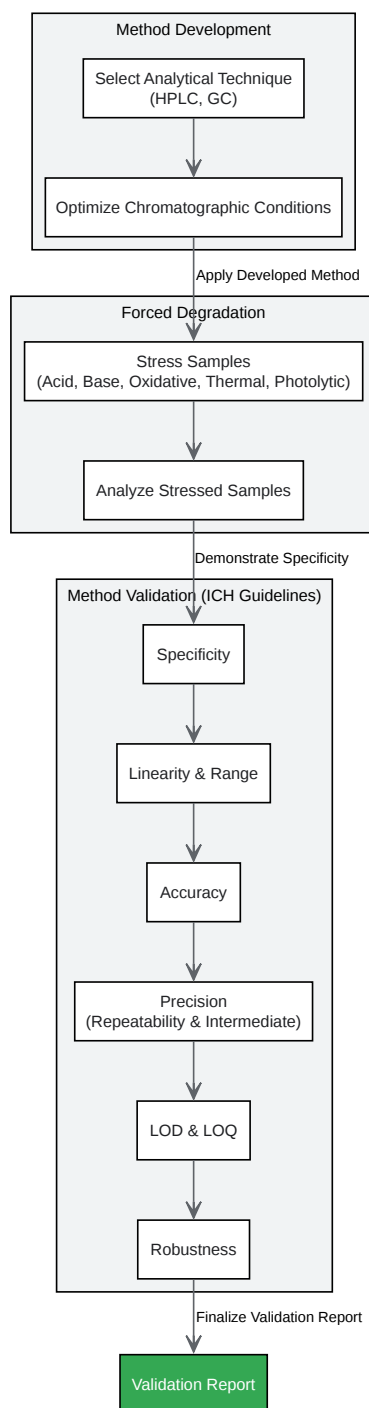 Method Development
Select Analytical Technique
(HPLC, GC)
Optimize Chromatographic Conditions
Apply Developed Method
Forced Degradation
Stress Samples
(Acid, Base, Oxidative, Thermal, Photolytic)
Analyze Stressed Samples
Demonstrate Specificity
Method Validation (ICH Guidelines)
Specificity
Linearity & Range
Accuracy
Precision
(Repeatability & Intermediate)
LOD & LOQ
Robustness
Finalize Validation Report
Validation Report